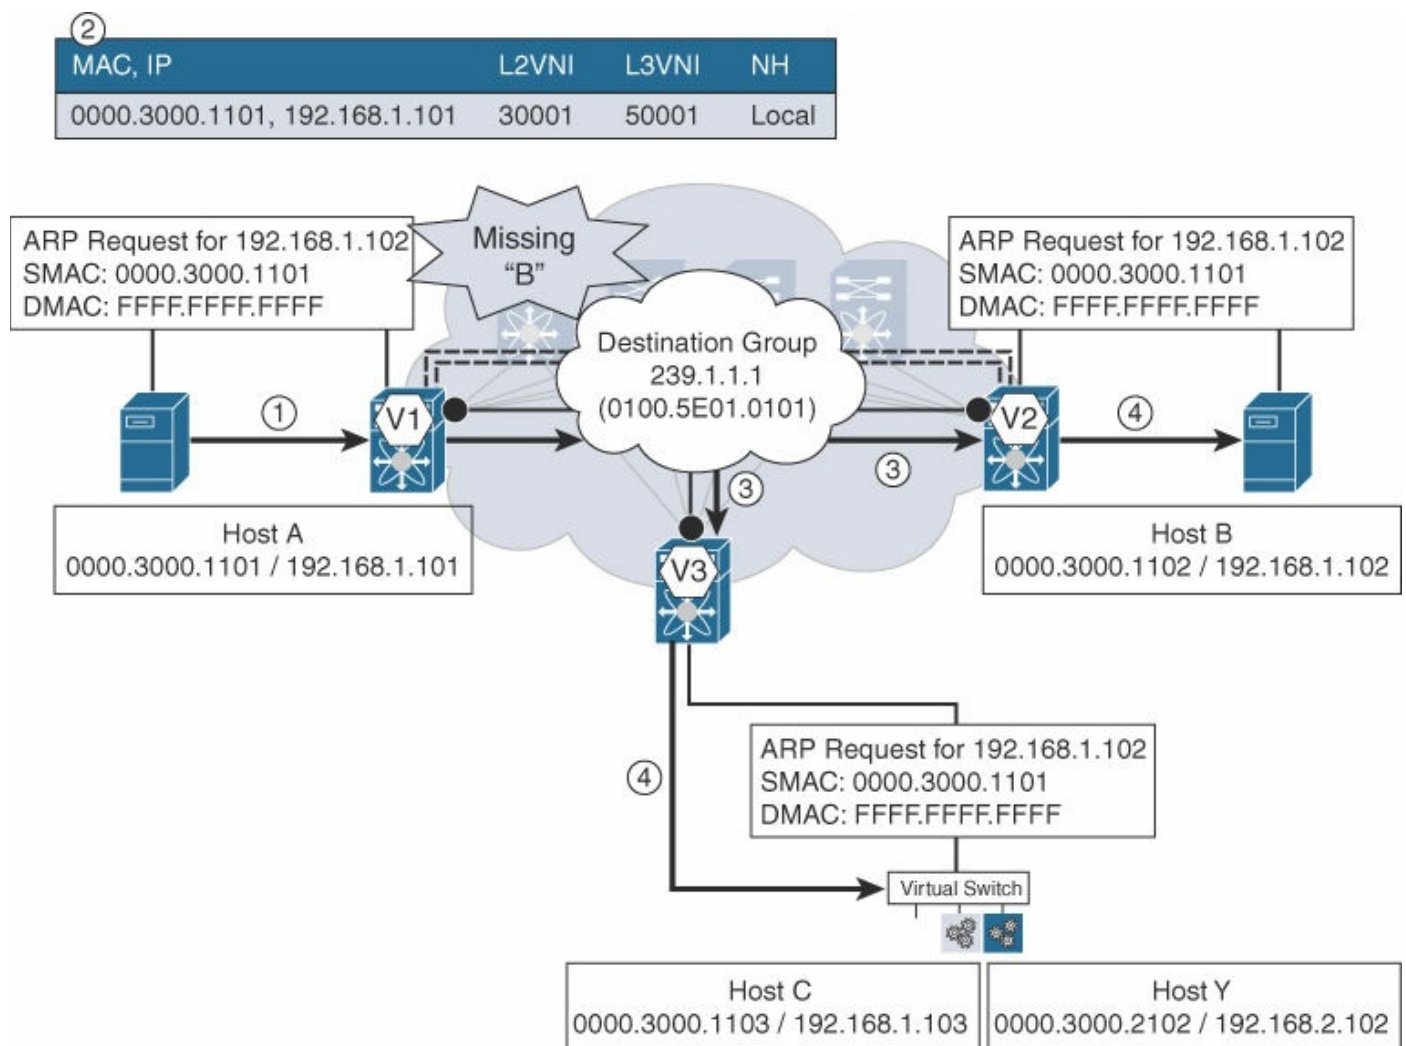 ②
MAC, IP L2VNI L3VNI NH
0000.3000.1101, 192.168.1.101 30001 50001 Local
ARP Request for 192.168.1.102
SMAC: 0000.3000.1101
DMAC: FFFF.FFFF.FFFF
Missing
“B”
ARP Request for 192.168.1.102
SMAC: 0000.3000.1101
DMAC: FFFF.FFFF.FFFF
Destination Group
239.1.1.1
(0100.5E01.0101)
①
V1
V2
④
③
③
Host A
0000.3000.1101 / 192.168.1.101
Host B
0000.3000.1102 / 192.168.1.102
V3
④
ARP Request for 192.168.1.102
SMAC: 0000.3000.1101
DMAC: FFFF.FFFF.FFFF
Virtual Switch
Host C
0000.3000.1103 / 192.168.1.103
Host Y
0000.3000.2102 / 192.168.2.102